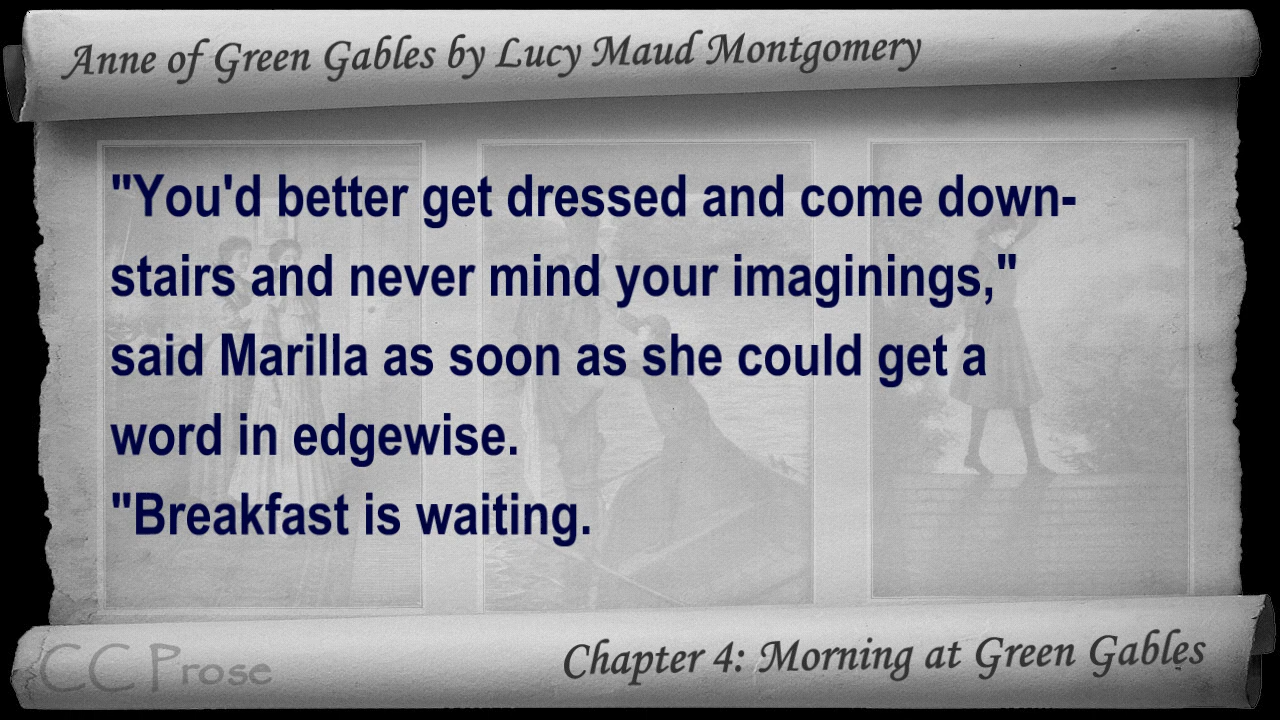 Anne of Green Gables by Lucy Maud Montgomery
"You'd better get dressed and come down-
stairs and never mind your imaginings,"
said Marilla as soon as she could get a
word in edgewise.
"Breakfast is waiting.
CC Prose
Chapter 4: Morning at Green Gables